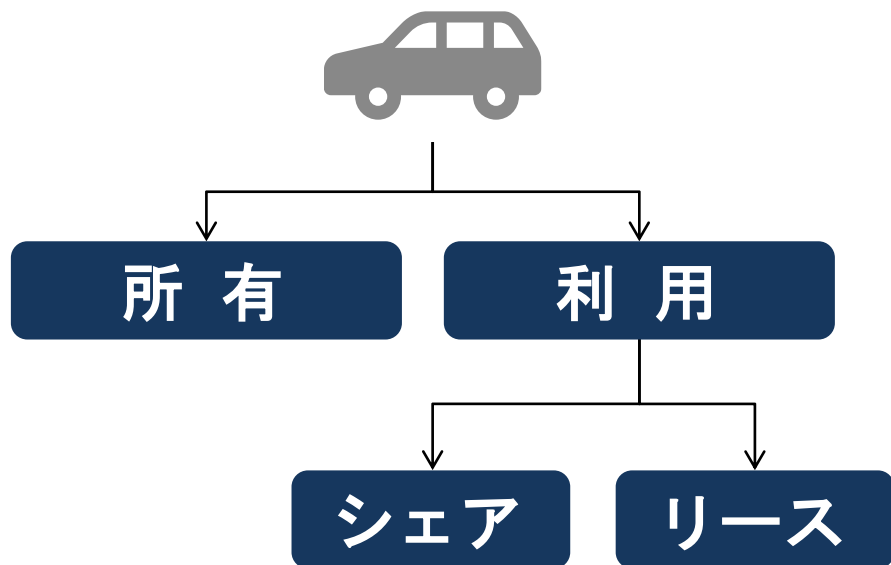 所 有
利 用
シェア
リース